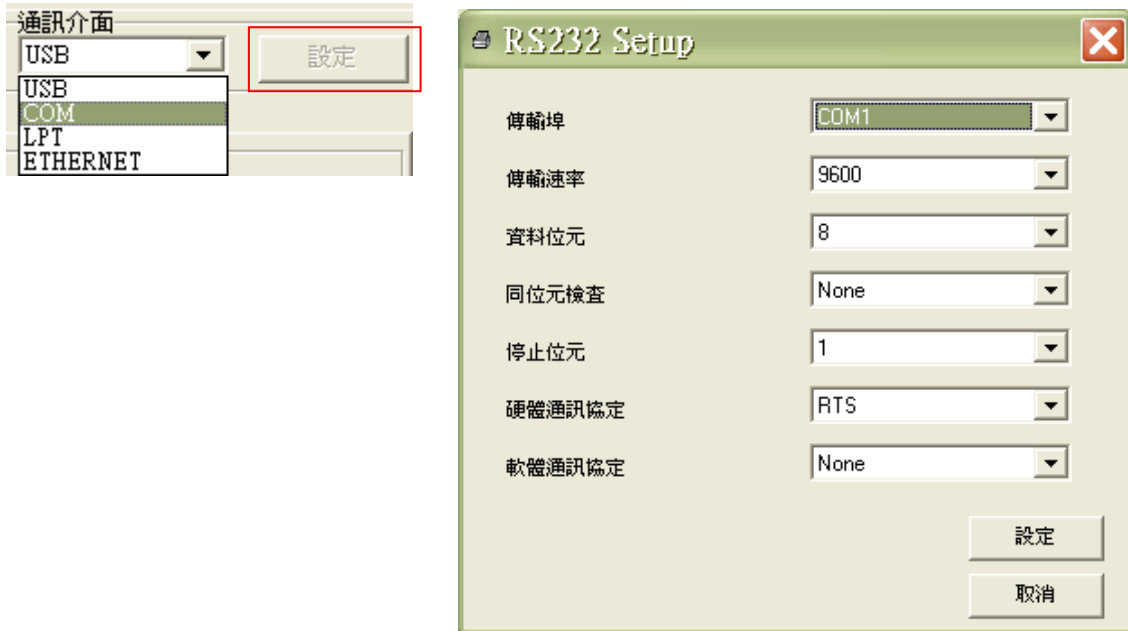 通訊介面
USB
設定
USB
COM
LPT
ETHERNET
RS232 Setup
傳輸埠 COM1
傳輸速率 9600
資料位元 8
同位元檢查 None
停止位元 1
硬體通訊協定 RTS
軟體通訊協定 None
設定
取消